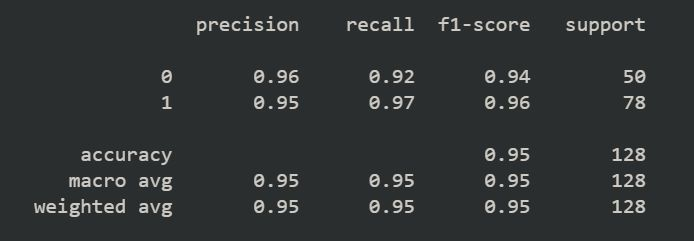 precision recall f1-score support
0 0.96 0.92 0.94 50
1 0.95 0.97 0.96 78
accuracy 0.95 128
macro avg 0.95 0.95 0.95 128
weighted avg 0.95 0.95 0.95 128